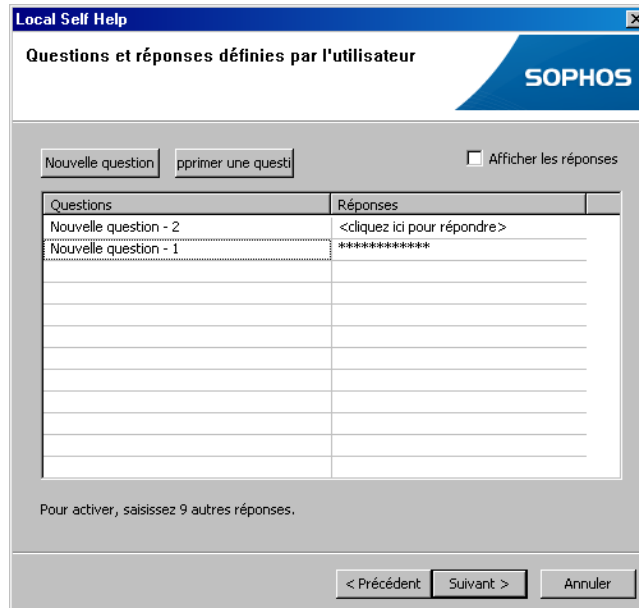 Local Self Help
Questions et réponses définies par l'utilisateur
SOPHOS
Nouvelle question
pprimer une questi
Afficher les réponses
Questions Réponses
Nouvelle question - 2 <cliquez ici pour répondre>
Nouvelle question - 1 ************
Pour activer, saisissez 9 autres réponses.
< Précédent Suivant > Annuler